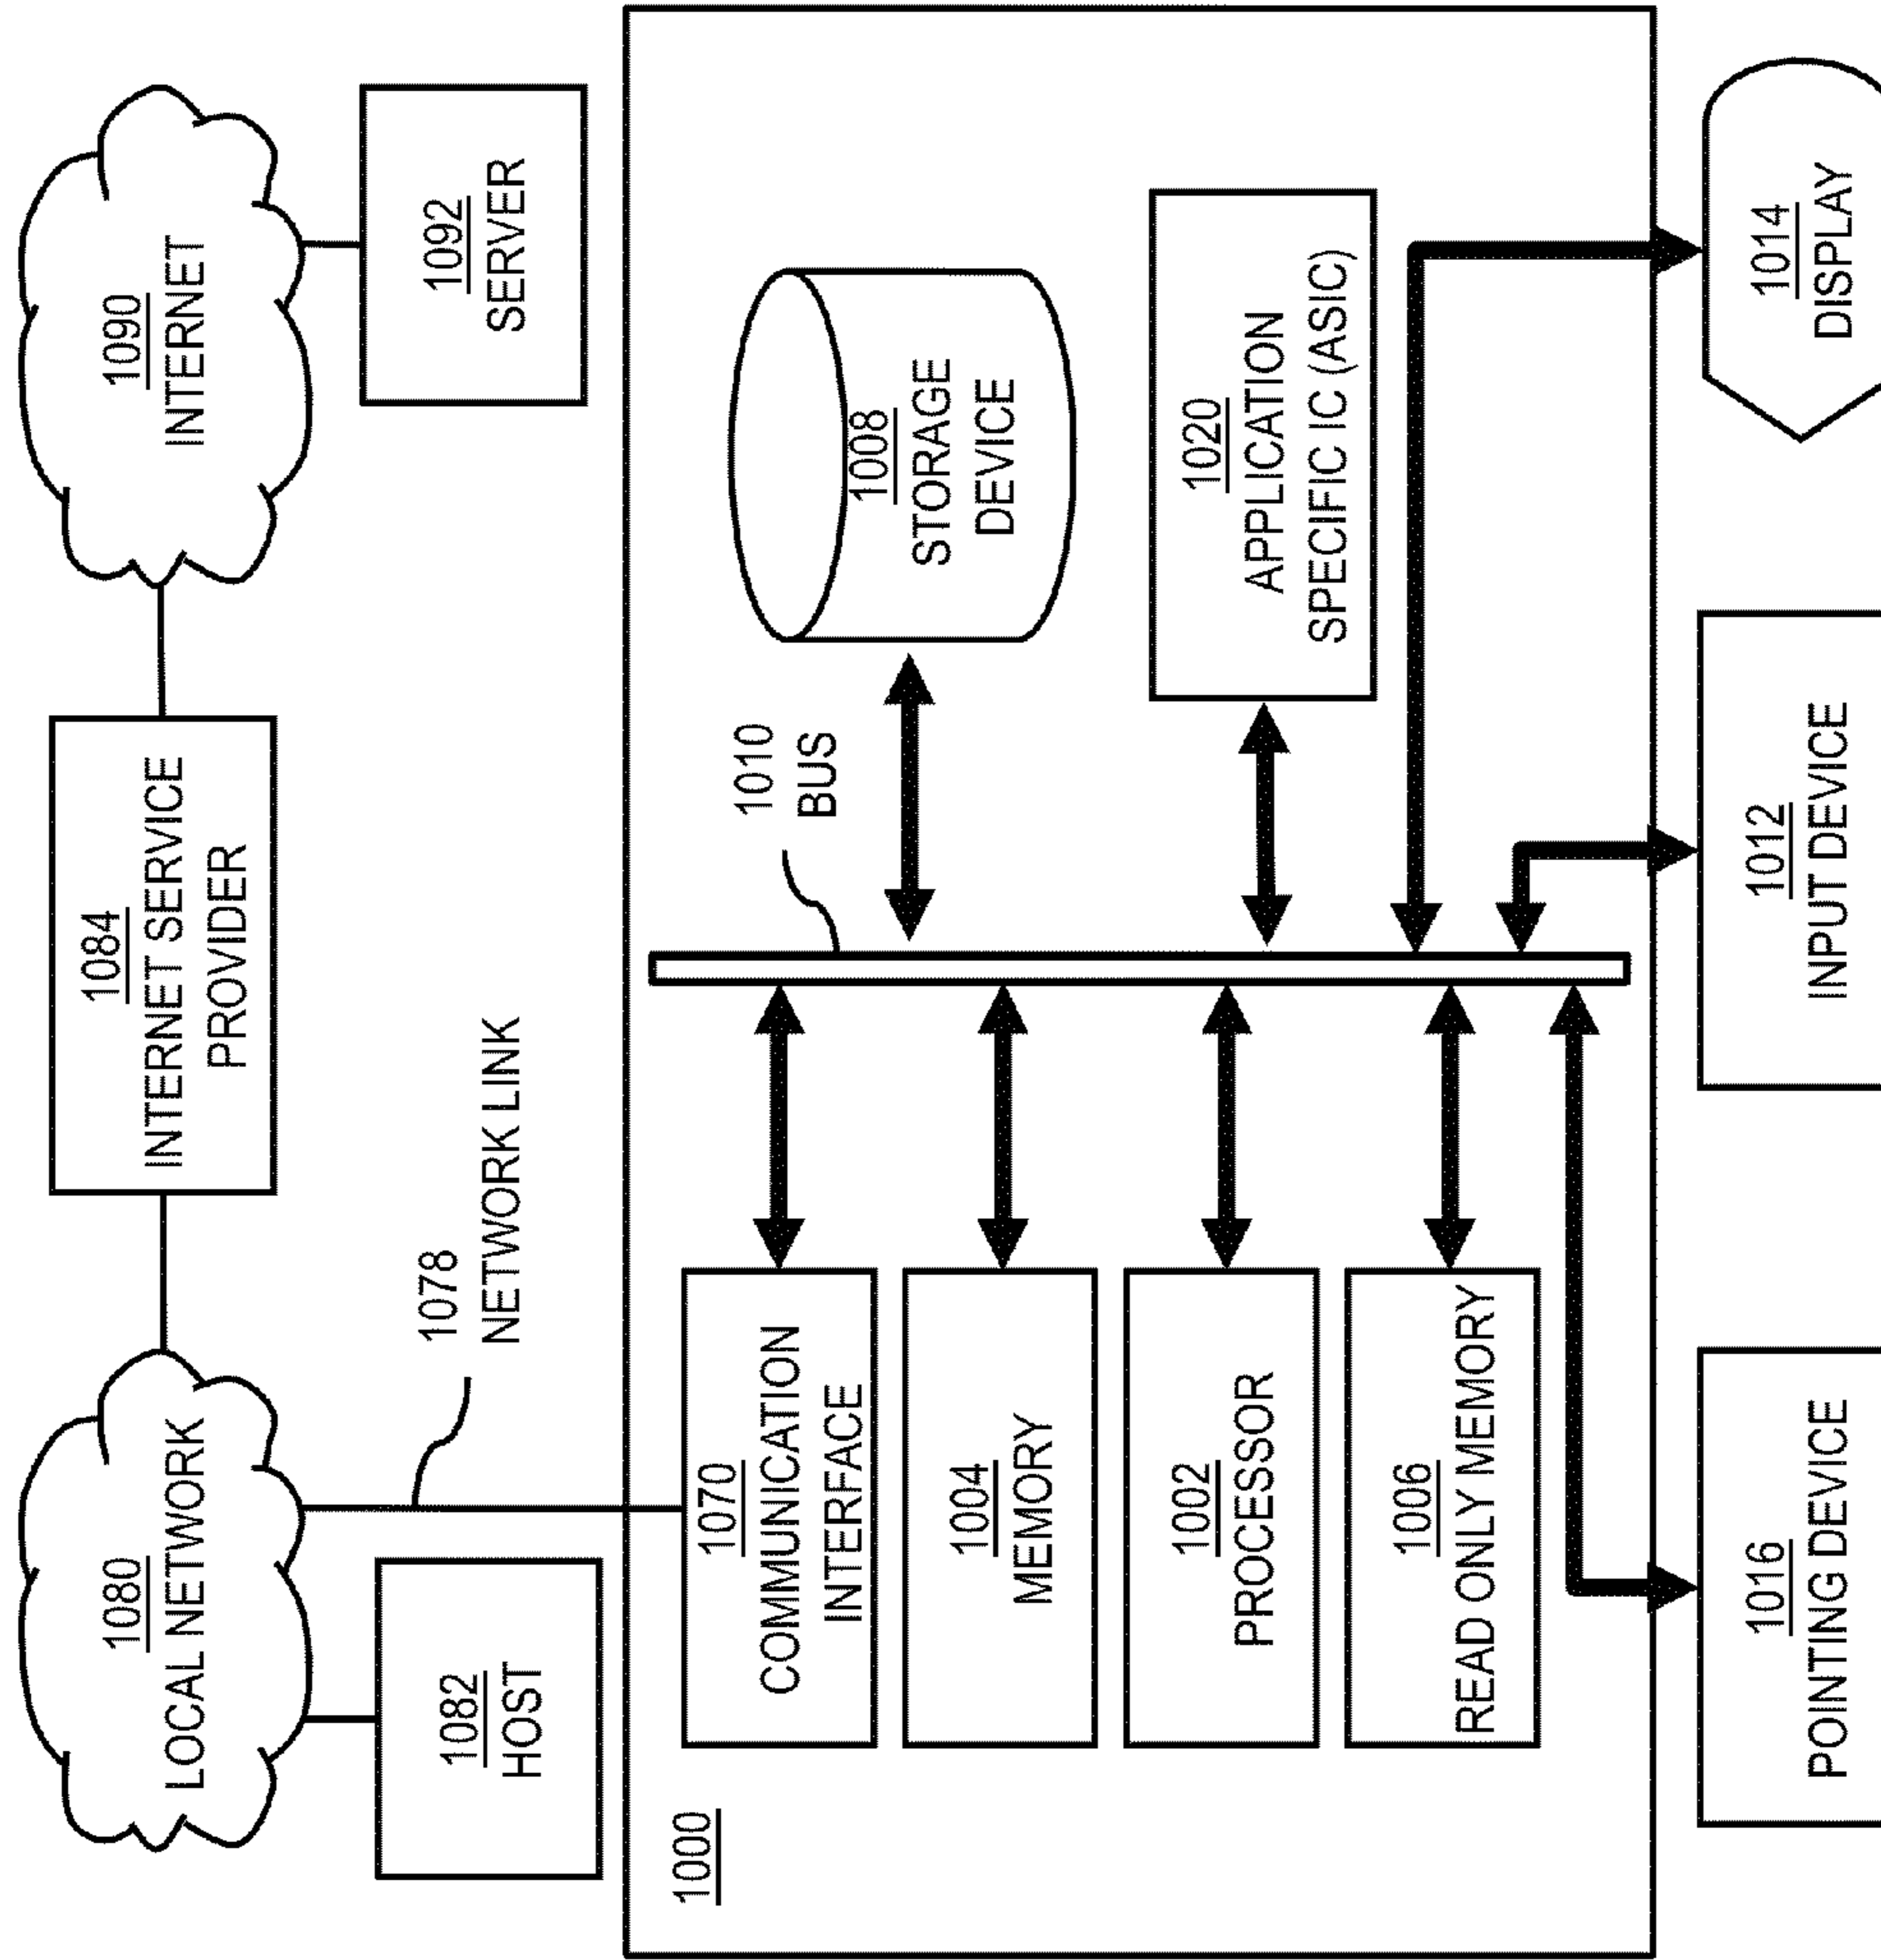 1080
LOCAL NETWORK
1084
INTERNET SERVICE
PROVIDER
1090
INTERNET
1082
HOST
1078
NETWORK LINK
1092
SERVER
1000
1070
COMMUNICATION
INTERFACE
1010
BUS
1008
STORAGE
DEVICE
1004
MEMORY
1002
PROCESSOR
1020
APPLICATION
SPECIFIC IC (ASIC)
1006
READ ONLY MEMORY
1016
POINTING DEVICE
1012
INPUT DEVICE
1014
DISPLAY